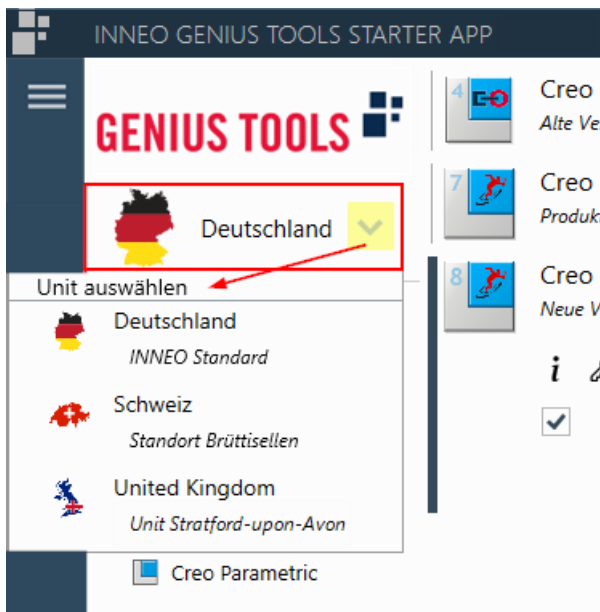 INNEO GENIUS TOOLS STARTER APP
GENIUS TOOLS
Deutschland
Unit auswählen
Deutschland
INNEO Standard
Schweiz
Standort Brüttisellen
United Kingdom
Unit Stratford-upon-Avon
Creo Parametric
4
Creo
Alte Ve
7
Creo
Produkt
8
Creo
Neue V
i